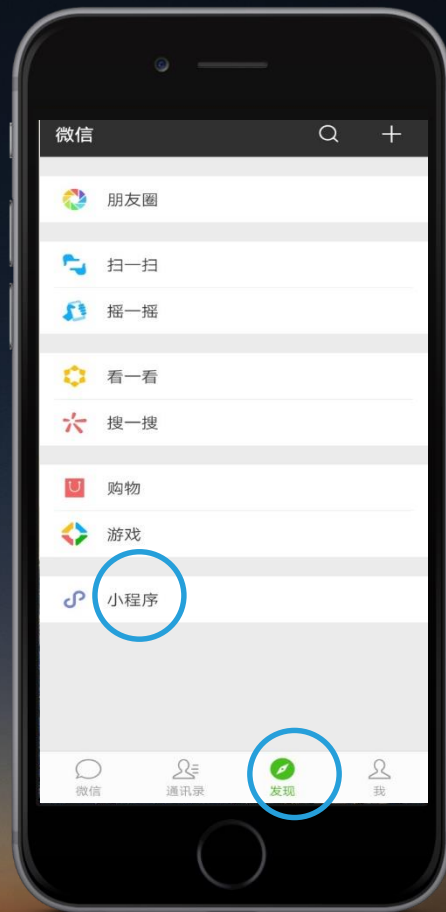 微信
朋友圈
扫一扫
摇一摇
看一看
搜一搜
购物
游戏
小程序
微信 通讯录 发现 我